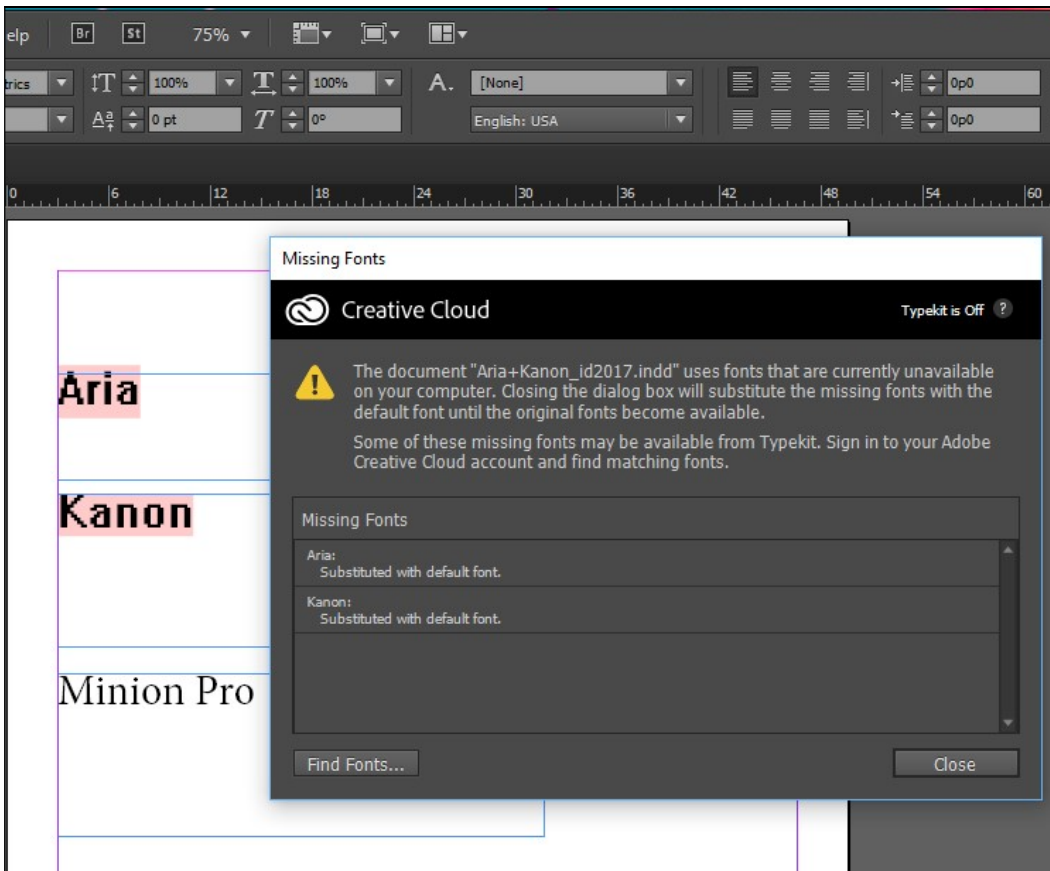 elp Br St 75%
trics 100% 100% A. [None] 0p0
0 pt 0° English: USA 0p0
0 6 12 18 24 30 36 42 48 54 60
Missing Fonts
Creative Cloud Typekit is Off ?
The document "Aria+Kanon_id2017.indd" uses fonts that are currently unavailable
on your computer. Closing the dialog box will substitute the missing fonts with the
default font until the original fonts become available.
Some of these missing fonts may be available from Typekit. Sign in to your Adobe
Creative Cloud account and find matching fonts.
Aria
Kanon
Minion Pro
Missing Fonts
Aria:
Substituted with default font.
Kanon:
Substituted with default font.
Find Fonts... Close